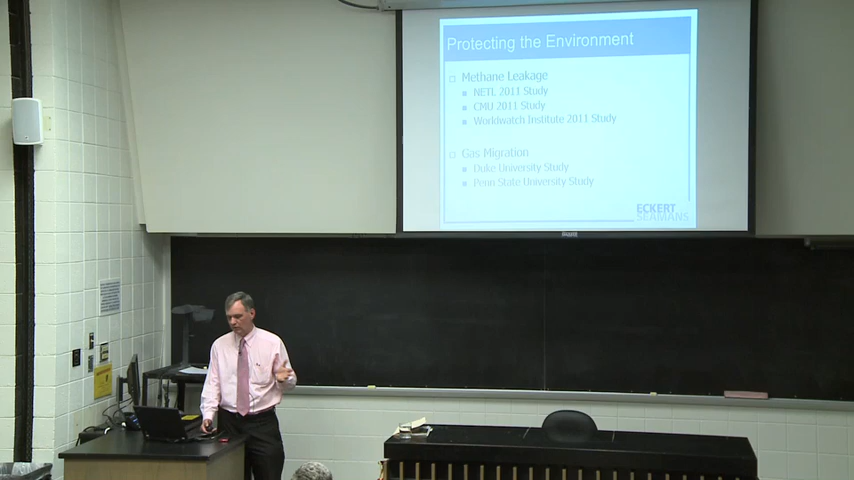 Protecting the Environment
Methane Leakage
NETL 2011 Study
CMU 2011 Study
Worldwatch Institute 2011 Study
Gas Migration
Duke University Study
Penn State University Study
ECKERT
SEAMANS